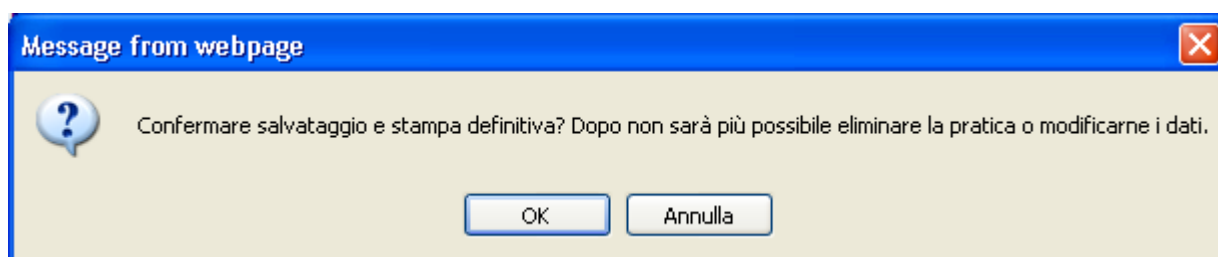 Message from webpage
Confermare salvataggio e stampa definitiva? Dopo non sarà più possibile eliminare la pratica o modificarne i dati.
OK
Annulla